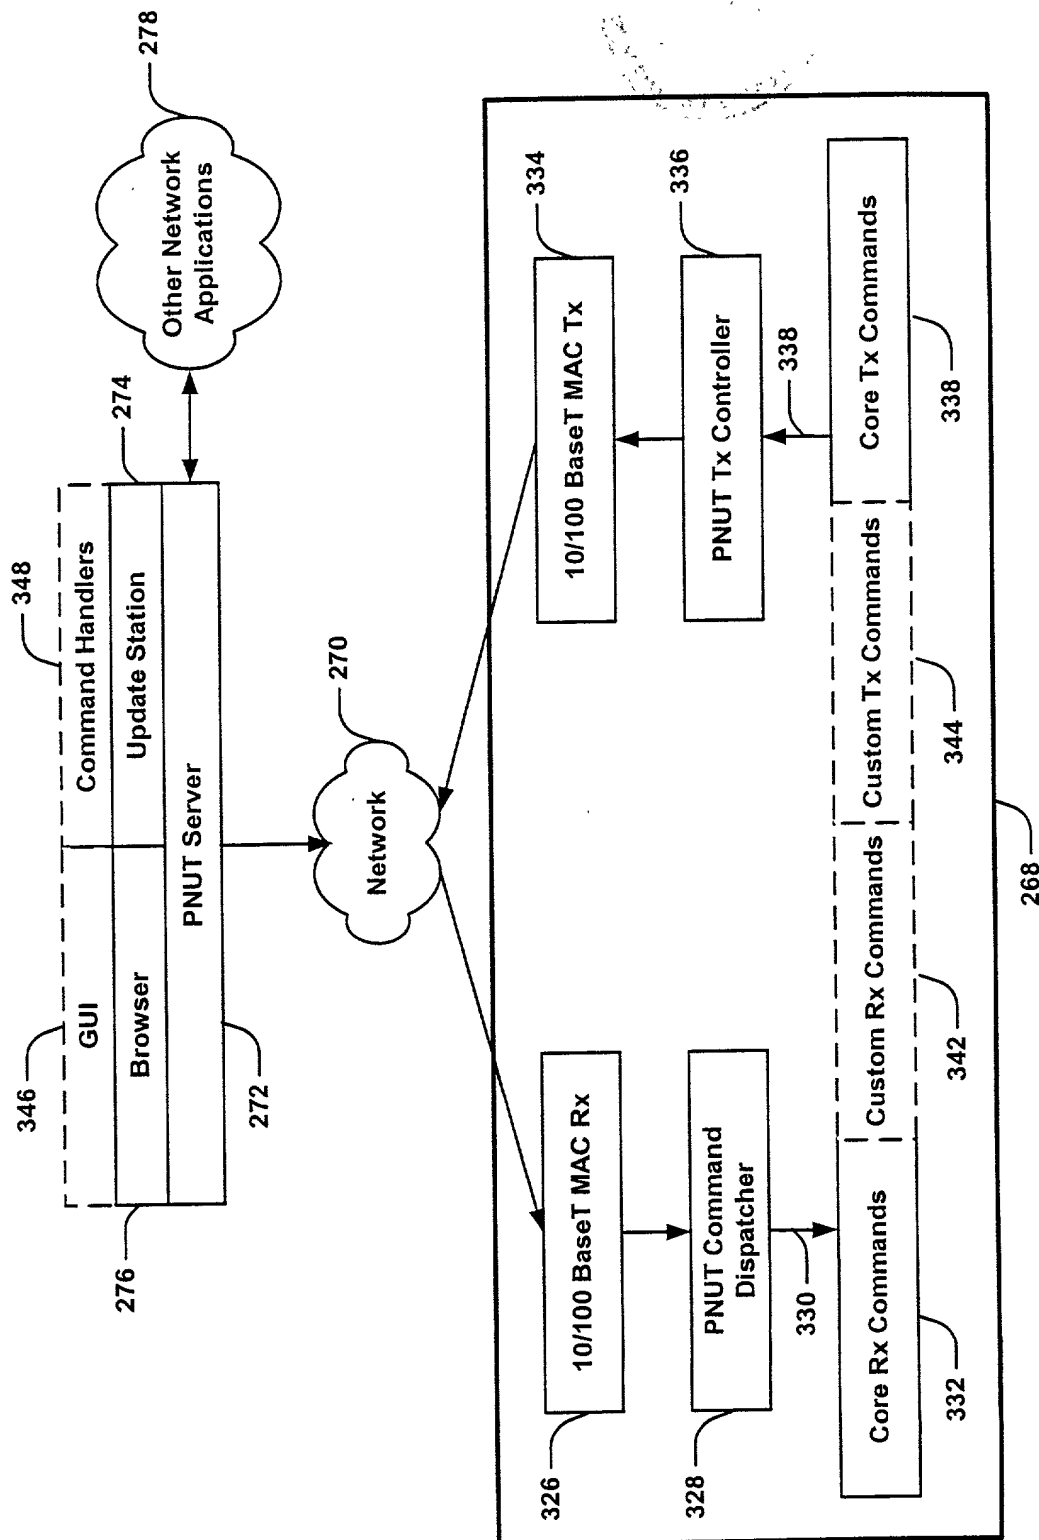 278
Other Network
Applications
274
348
Command Handlers
Update Station
346
GUI
Browser
PNUT Server
276
272
270
Network
334
10/100 BaseT MAC Tx
336
PNUT Tx Controller
338
Core Tx Commands
338
Custom Tx Commands
344
Custom Rx Commands
342
268
10/100 BaseT MAC Rx
326
PNUT Command
Dispatcher
328
330
Core Rx Commands
332